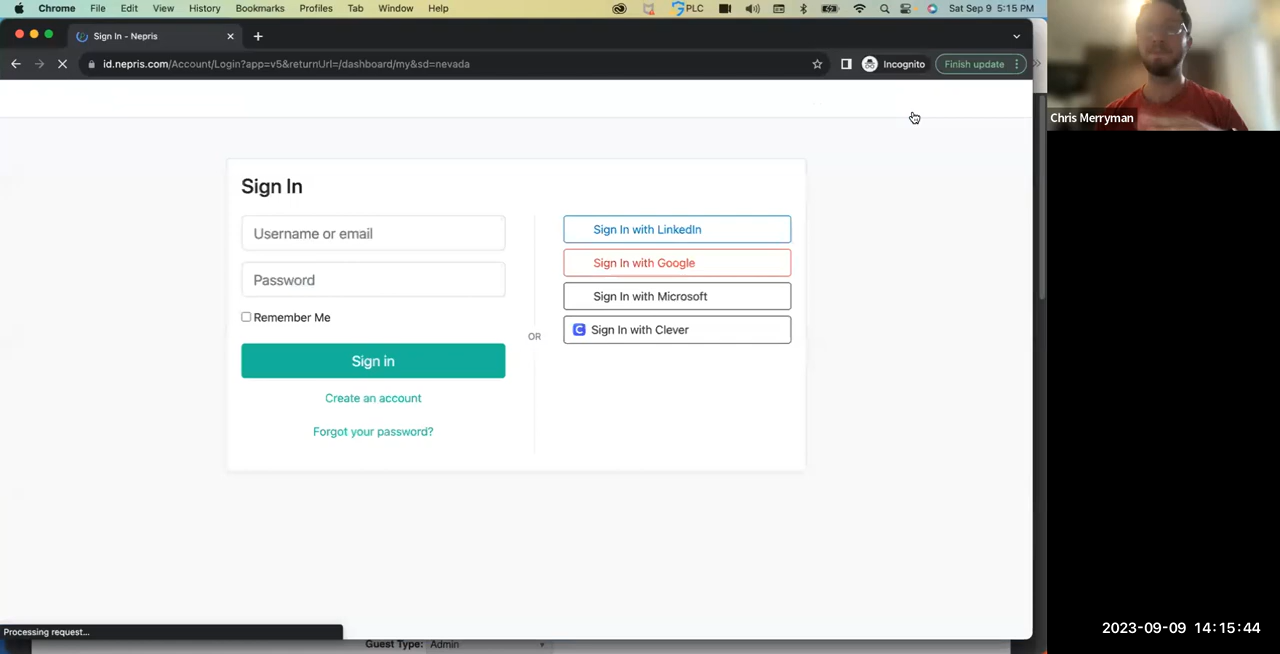 Chrome File Edit View History Bookmarks Profiles Tab Window Help PLC Sat Sep 9 5:15 PM
Sign In - Nepris
id.nepris.com/Account/Login?app=v5&returnUrl=/dashboard/my&sd=nevada Incognito Finish update
Chris Merryman
Sign In
Username or email
Password
Remember Me
Sign in
Create an account
Forgot your password?
OR
Sign In with LinkedIn
Sign In with Google
Sign In with Microsoft
C Sign In with Clever
Processing request...
Guest Type: Admin
2023-09-09 14:15:44